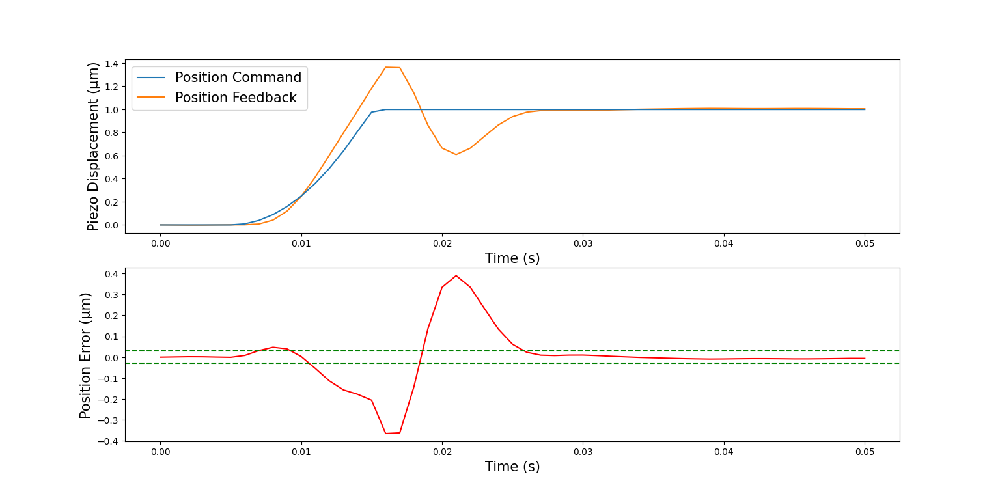 Piezo Displacement (µm)
1.4
1.2
1.0
0.8
0.6
0.4
0.2
0.0
Position Command
Position Feedback
0.00 0.01 0.02 0.03 0.04 0.05
Time (s)
Position Error (µm)
0.4
0.3
0.2
0.1
0.0
−0.1
−0.2
−0.3
−0.4
0.00 0.01 0.02 0.03 0.04 0.05
Time (s)